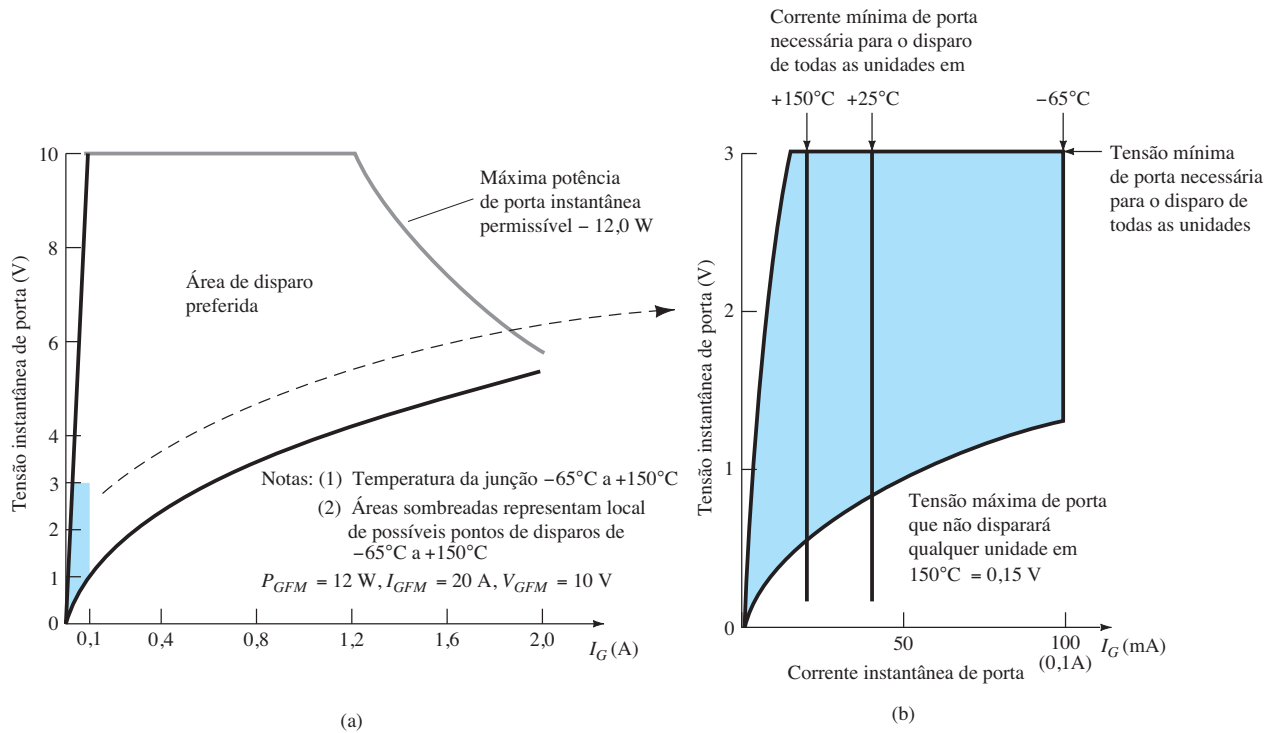 Tensão instantânea de porta (V)
10
8
6
4
3
2
1
0
0,1
0,4
0,8
1,2
1,6
2,0
I_G (A)
Área de disparo
preferida
Máxima potência
de porta instantânea
permissível – 12,0 W
Notas: (1) Temperatura da junção –65°C a +150°C
(2) Áreas sombreadas representam local
de possíveis pontos de disparos de
–65°C a +150°C
P_GFM = 12 W, I_GFM = 20 A, V_GFM = 10 V
(a)
Corrente mínima de porta
necessária para o disparo
de todas as unidades em
+150°C +25°C –65°C
Tensão mínima
de porta necessária
para o disparo de
todas as unidades
Tensão instantânea de porta (V)
3
2
1
0
Tensão máxima de porta
que não disparará
qualquer unidade em
150°C = 0,15 V
50
100
(0,1A)
I_G (mA)
Corrente instantânea de porta
(b)